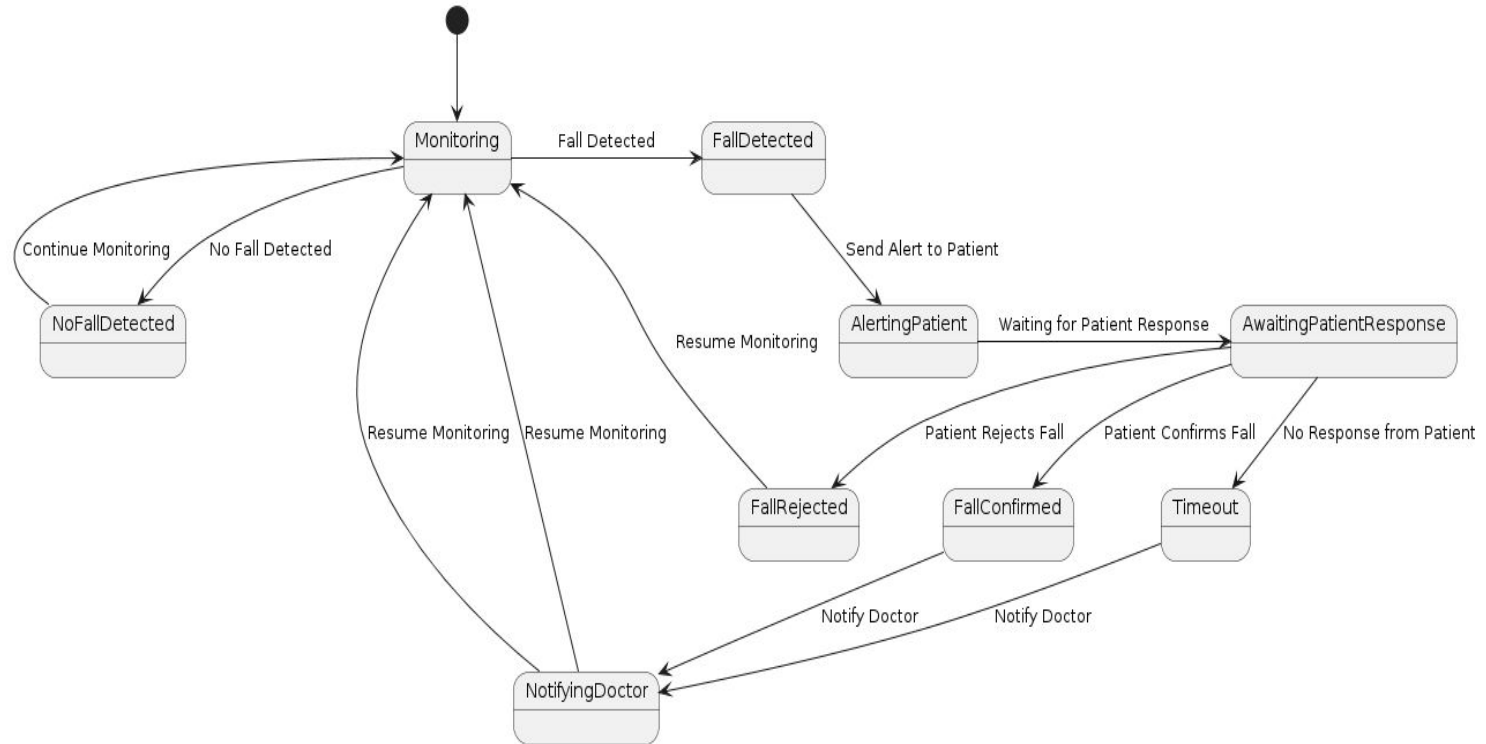 Monitoring
Fall Detected
FallDetected
Continue Monitoring
No Fall Detected
Send Alert to Patient
NoFallDetected
AlertingPatient
Waiting for Patient Response
AwaitingPatientResponse
Resume Monitoring
Resume Monitoring
Resume Monitoring
Patient Rejects Fall
Patient Confirms Fall
No Response from Patient
FallRejected
FallConfirmed
Timeout
Notify Doctor
Notify Doctor
NotifyingDoctor